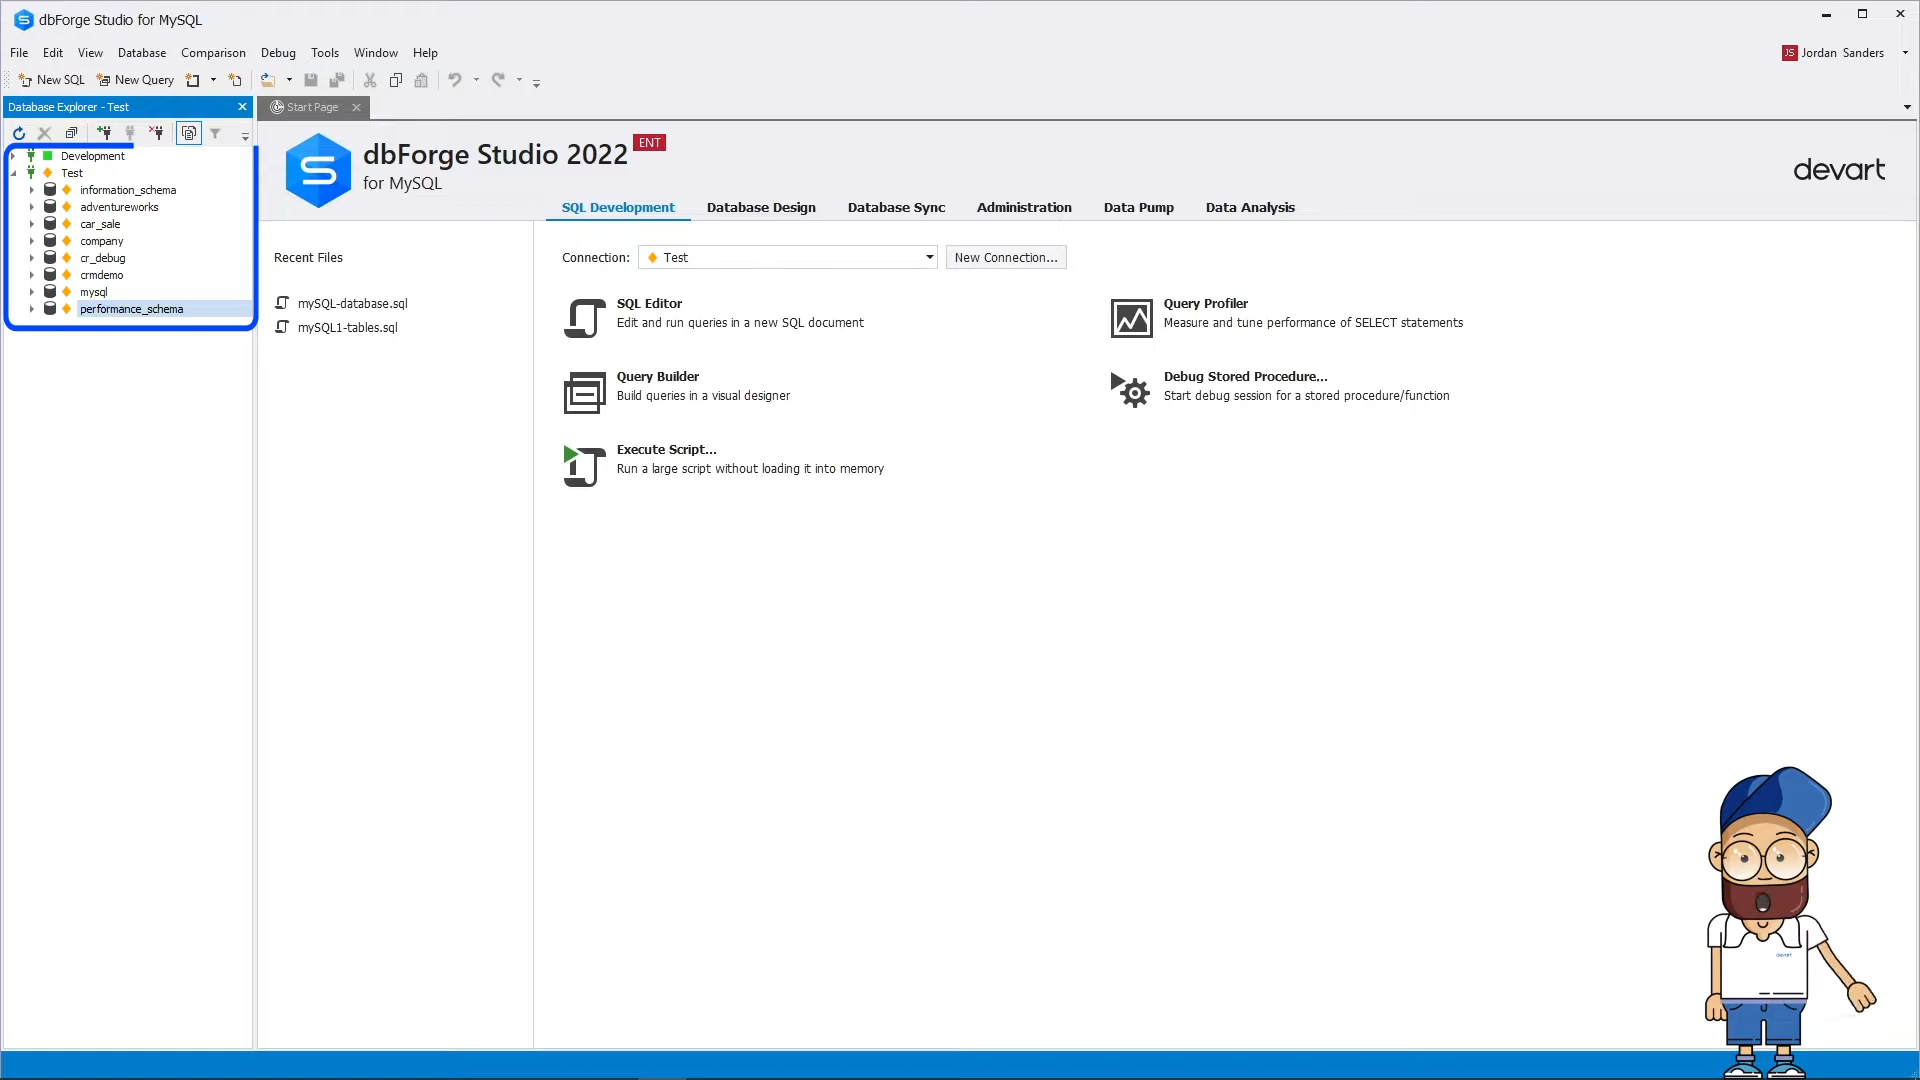 dbForge Studio for MySQL
File Edit View Database Comparison Debug Tools Window Help
JS Jordan Sanders
New SQL New Query
Database Explorer - Test
Start Page
Development
Test
information_schema
adventureworks
car_sale
company
cr_debug
crmdemo
mysql
performance_schema
dbForge Studio 2022 ENT
for MySQL
devart
SQL Development Database Design Database Sync Administration Data Pump Data Analysis
Recent Files
mySQL-database.sql
mySQL1-tables.sql
Connection: Test New Connection...
SQL Editor
Edit and run queries in a new SQL document
Query Profiler
Measure and tune performance of SELECT statements
Query Builder
Build queries in a visual designer
Debug Stored Procedure...
Start debug session for a stored procedure/function
Execute Script...
Run a large script without loading it into memory
devart